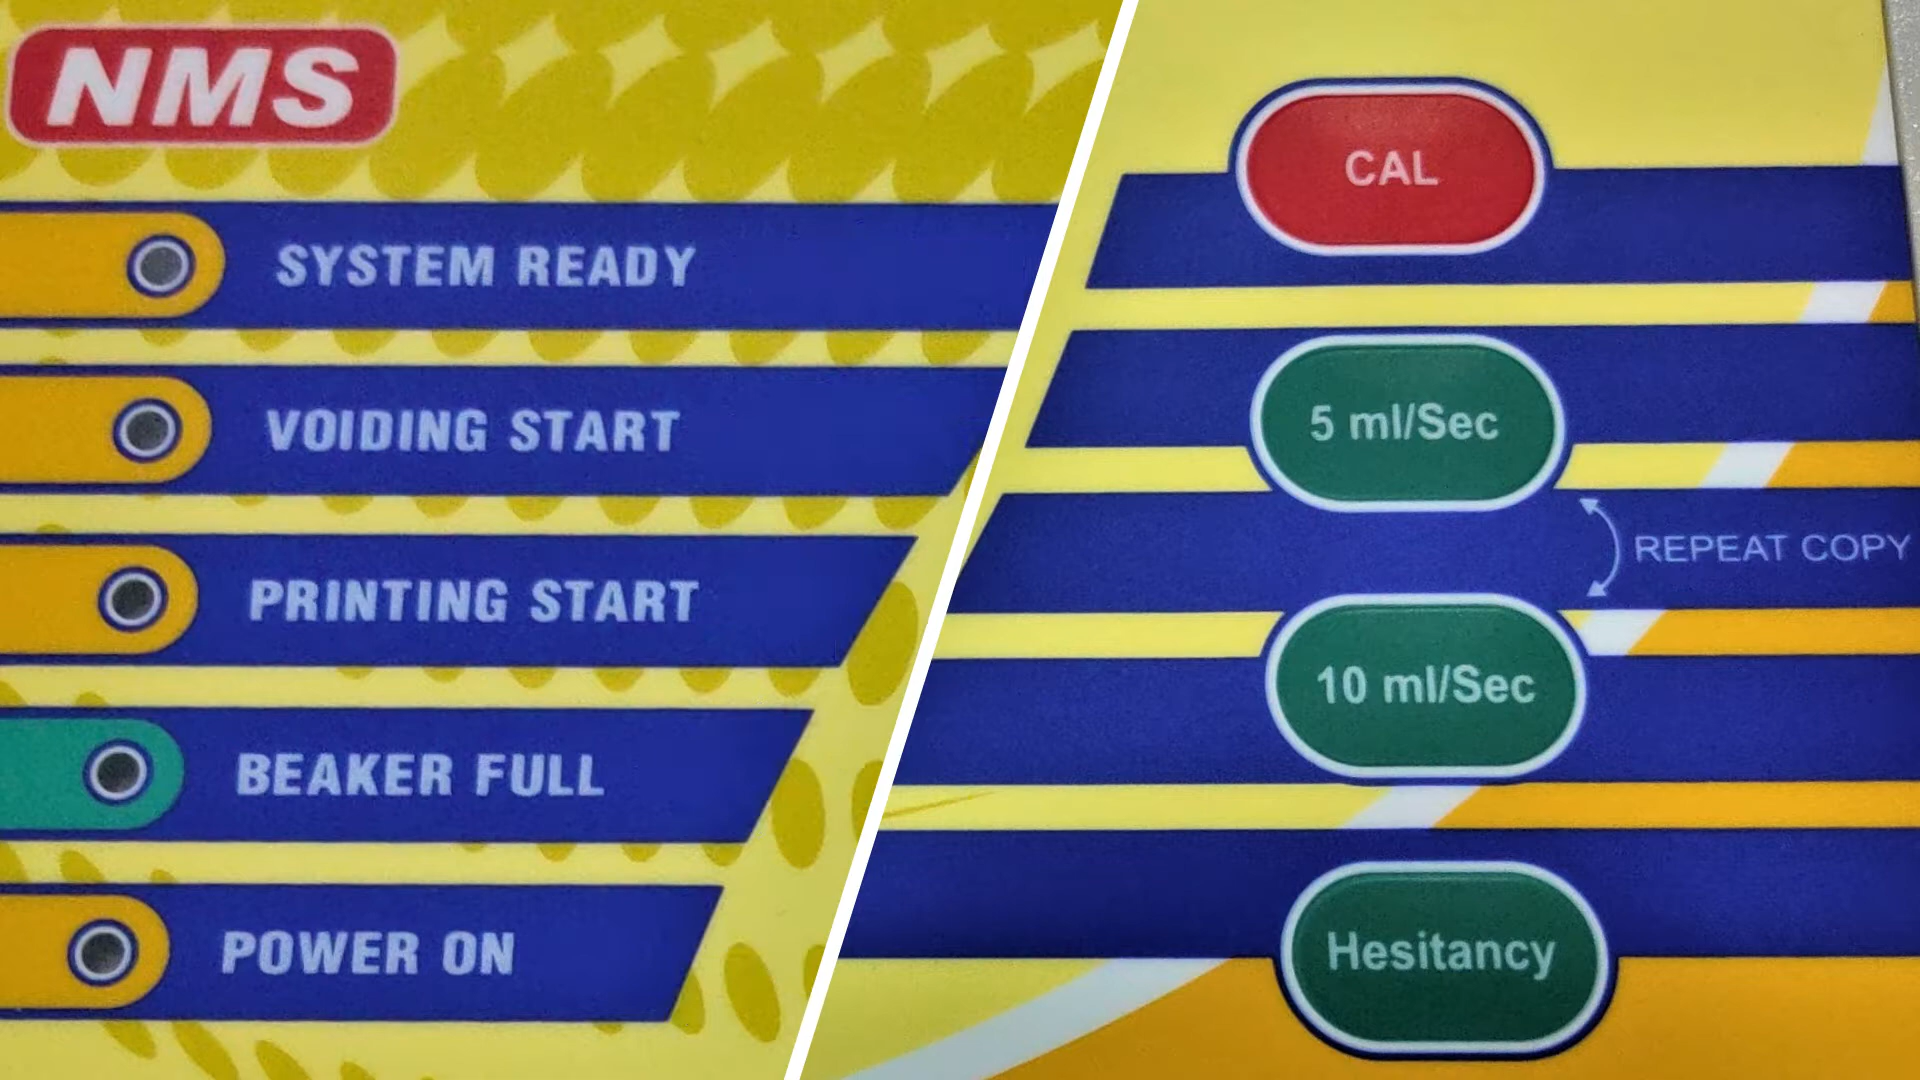 NMS
SYSTEM READY
VOIDING START
PRINTING START
BEAKER FULL
POWER ON
CAL
5 ml/Sec
REPEAT COPY
10 ml/Sec
Hesitancy